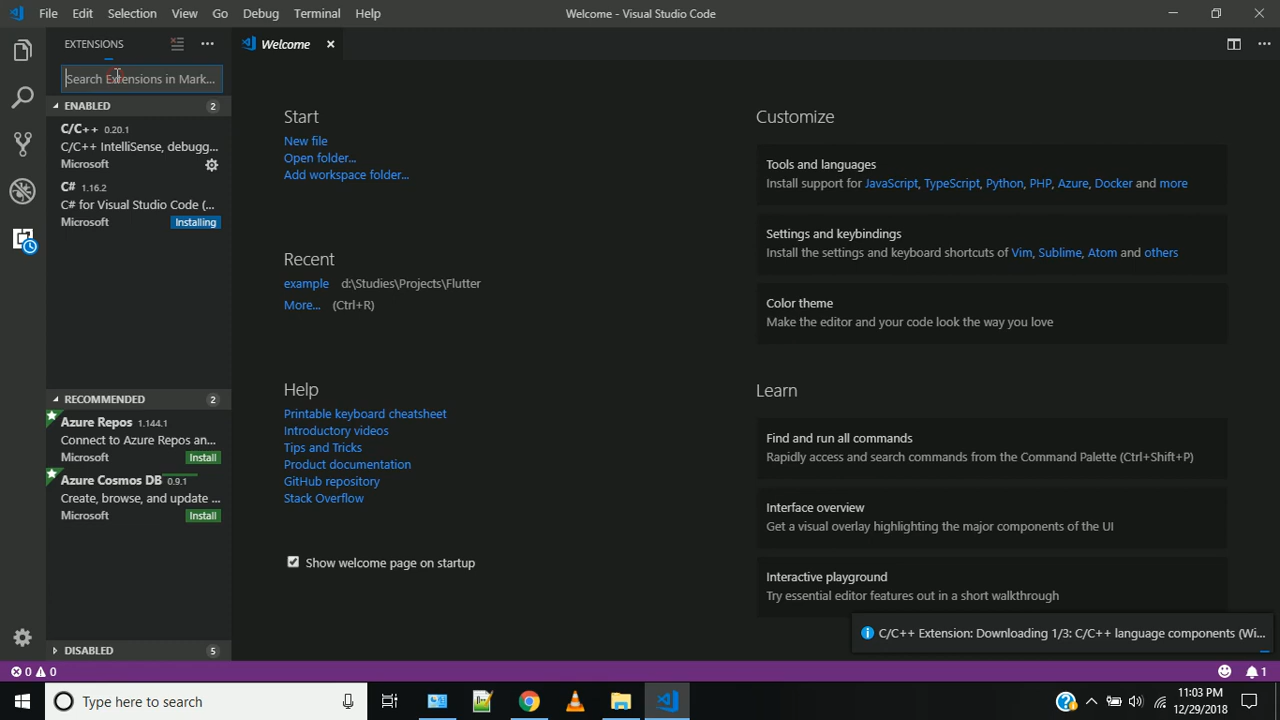 File Edit Selection View Go Debug Terminal Help
Welcome - Visual Studio Code
EXTENSIONS
Search Extensions in Mark...
ENABLED 2
C/C++ 0.20.1
C/C++ IntelliSense, debugg...
Microsoft
C# 1.16.2
C# for Visual Studio Code (...
Microsoft Installing
RECOMMENDED 2
Azure Repos 1.144.1
Connect to Azure Repos an...
Microsoft Install
Azure Cosmos DB 0.9.1
Create, browse, and update ...
Microsoft Install
DISABLED 5
Welcome
Start
New file
Open folder...
Add workspace folder...
Recent
example d:\Studies\Projects\Flutter
More... (Ctrl+R)
Help
Printable keyboard cheatsheet
Introductory videos
Tips and Tricks
Product documentation
GitHub repository
Stack Overflow
Show welcome page on startup
Customize
Tools and languages
Install support for JavaScript, TypeScript, Python, PHP, Azure, Docker and more
Settings and keybindings
Install the settings and keyboard shortcuts of Vim, Sublime, Atom and others
Color theme
Make the editor and your code look the way you love
Learn
Find and run all commands
Rapidly access and search commands from the Command Palette (Ctrl+Shift+P)
Interface overview
Get a visual overlay highlighting the major components of the UI
Interactive playground
Try essential editor features out in a short walkthrough
C/C++ Extension: Downloading 1/3: C/C++ language components (Wi...
0 0
1
Type here to search
11:03 PM
12/29/2018